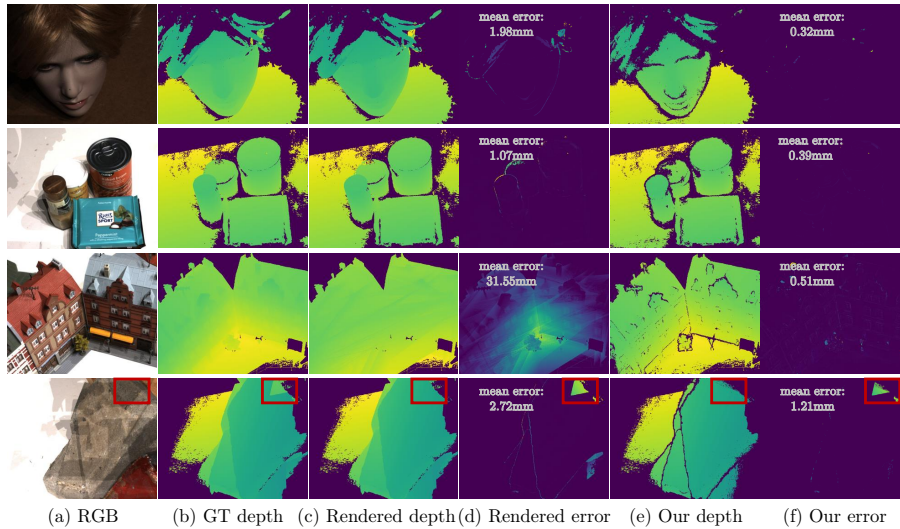 mean error:
1.98mm
mean error:
0.32mm
mean error:
1.07mm
mean error:
0.39mm
Ritter
SPORT
mean error:
31.55mm
mean error:
0.51mm
mean error:
2.72mm
mean error:
1.21mm
(a) RGB (b) GT depth (c) Rendered depth (d) Rendered error (e) Our depth (f) Our error